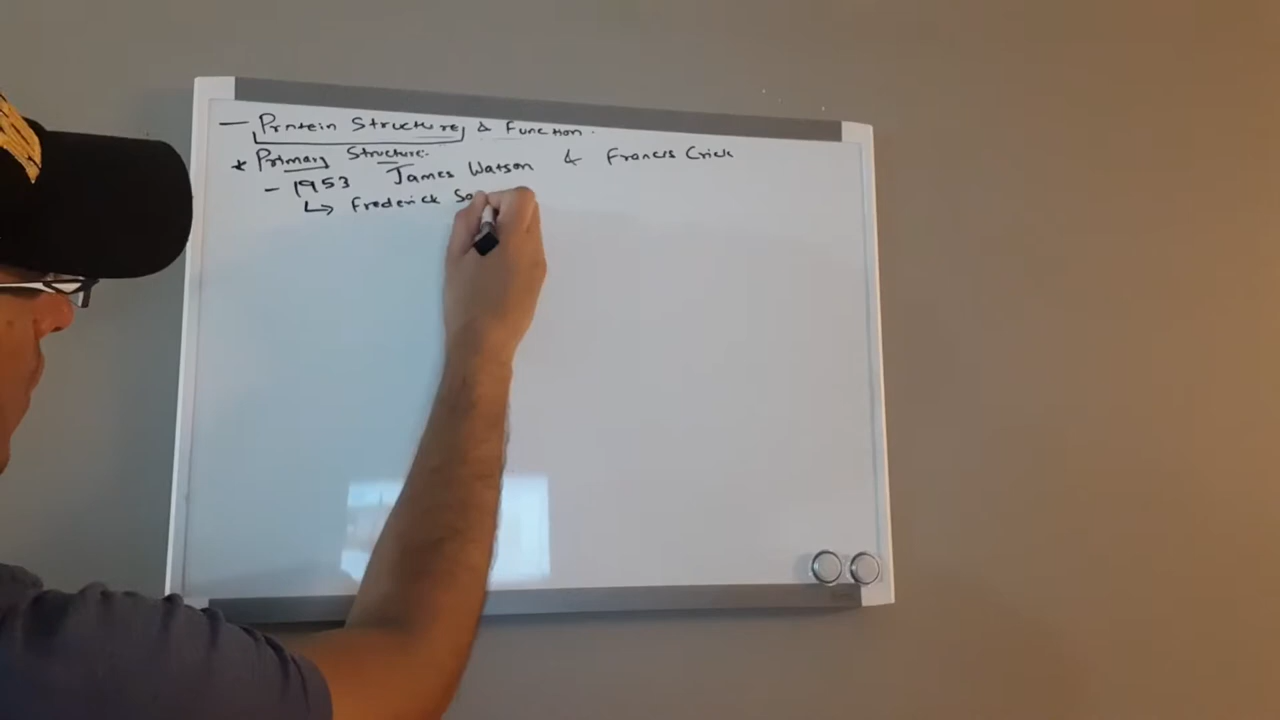 — Protein Structure & Function.
* Primary Structure:
- 1953 James Watson & Francis Crick
↳ Frederick